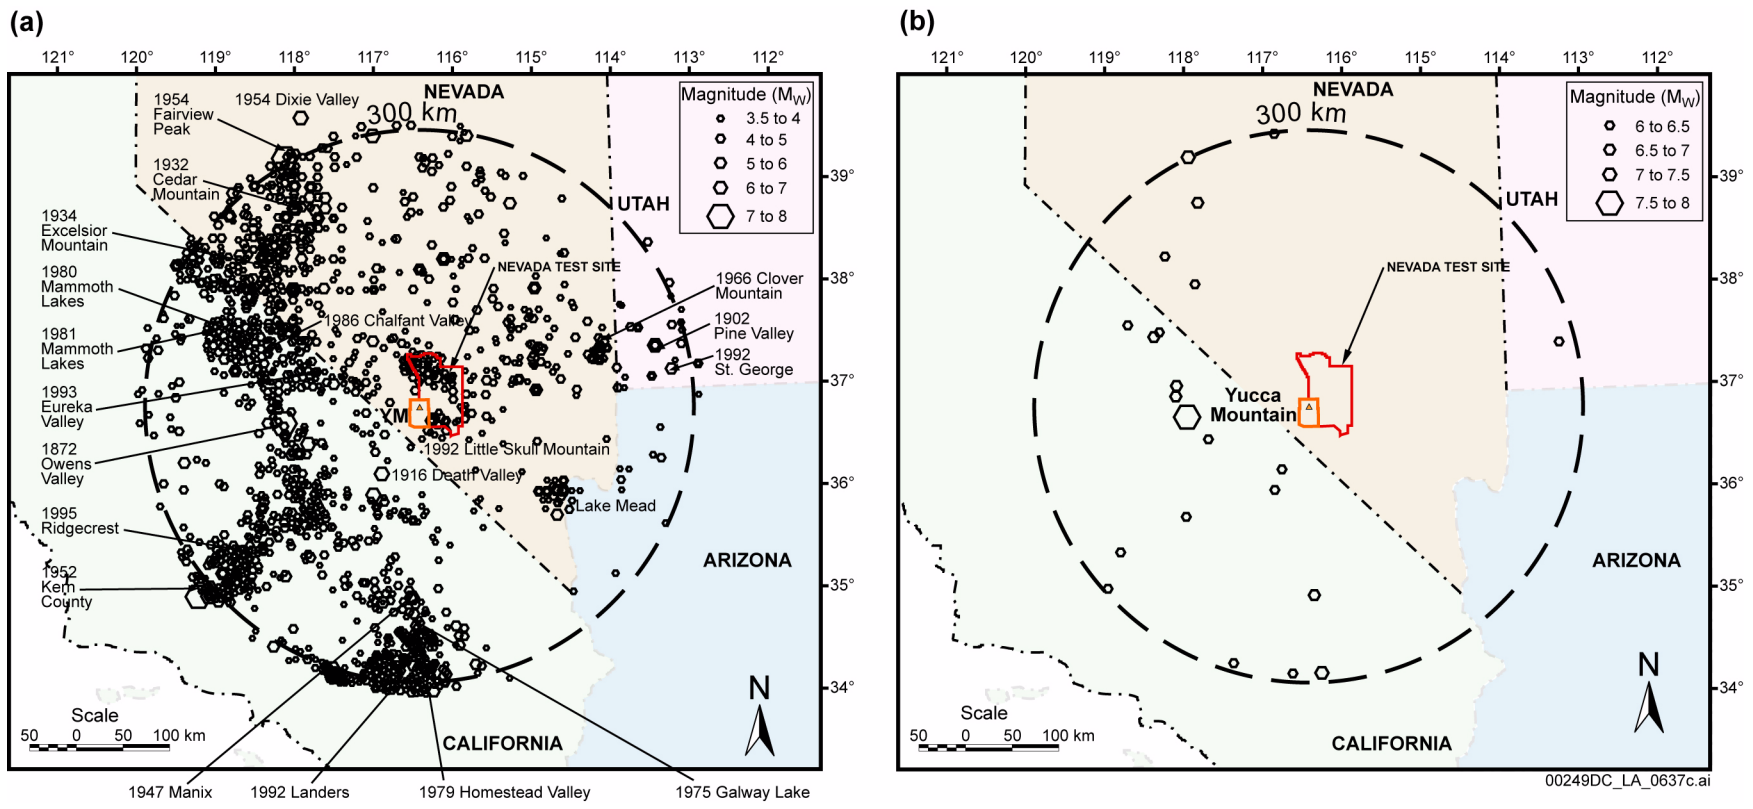 (a)
121° 120° 119° 118° 117° 116° 115° 114° 113° 112°
NEVADA
300 km
1954 Dixie Valley
1954
Fairview
Peak
1932
Cedar
Mountain
1934
Excelsior
Mountain
1980
Mammoth
Lakes
1981
Mammoth
Lakes
1986 Chalfant Valley
1993
Eureka
Valley
1872
Owens
Valley
1995
Ridgecrest
1952
Kern
County
Magnitude (MW)
3.5 to 4
4 to 5
5 to 6
6 to 7
7 to 8
UTAH
NEVADA TEST SITE
1966 Clover
Mountain
1902
Pine Valley
1992
St. George
YM
1992 Little Skull Mountain
1916 Death Valley
Lake Mead
ARIZONA
CALIFORNIA
39°
38°
37°
36°
35°
34°
N
Scale
50 0 50 100 km
1947 Manix
1992 Landers
1979 Homestead Valley
1975 Galway Lake
(b)
121° 120° 119° 118° 117° 116° 115° 114° 113° 112°
NEVADA
300 km
Magnitude (MW)
6 to 6.5
6.5 to 7
7 to 7.5
7.5 to 8
UTAH
NEVADA TEST SITE
Yucca
Mountain
ARIZONA
CALIFORNIA
39°
38°
37°
36°
35°
34°
N
Scale
50 0 50 100 km
00249DC_LA_0637c.ai